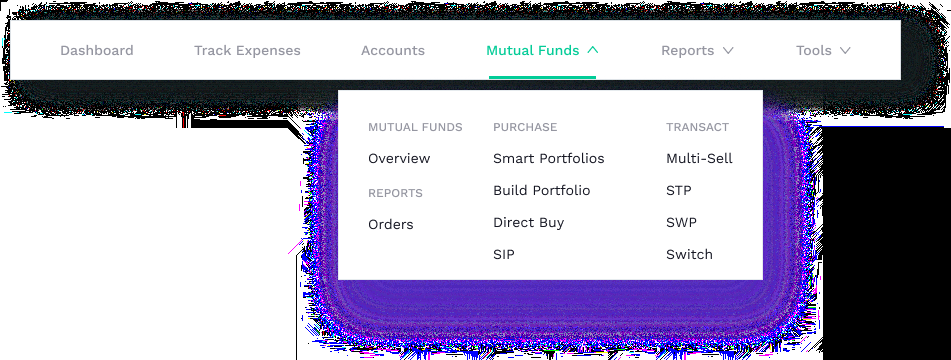 Dashboard Track Expenses Accounts Mutual Funds Reports Tools
MUTUAL FUNDS PURCHASE TRANSACT
Overview Smart Portfolios Multi-Sell
REPORTS Build Portfolio STP
Orders Direct Buy SWP
SIP Switch